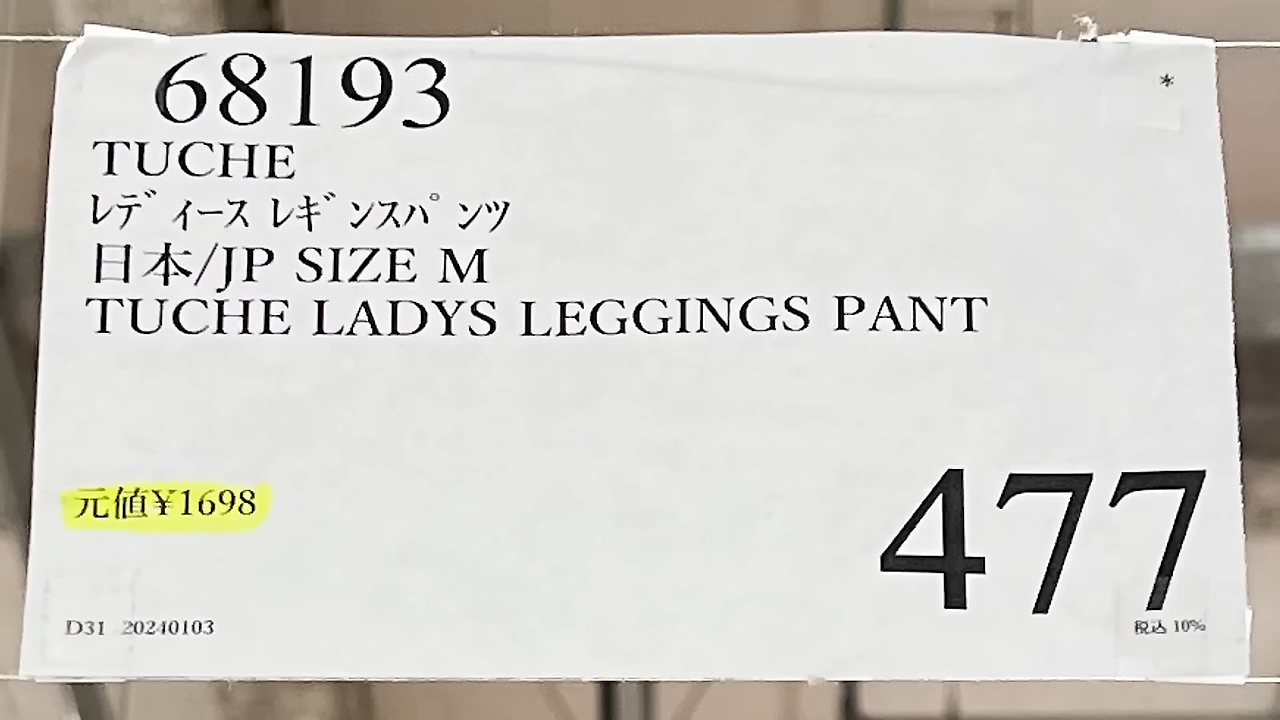 68193
*
TUCHE
ﾚﾃﾞｨｰｽ ﾚｷﾞﾝｽﾊﾟﾝﾂ
日本/JP SIZE M
TUCHE LADYS LEGGINGS PANT
元値¥1698
477
税込 10%
D31 20240103